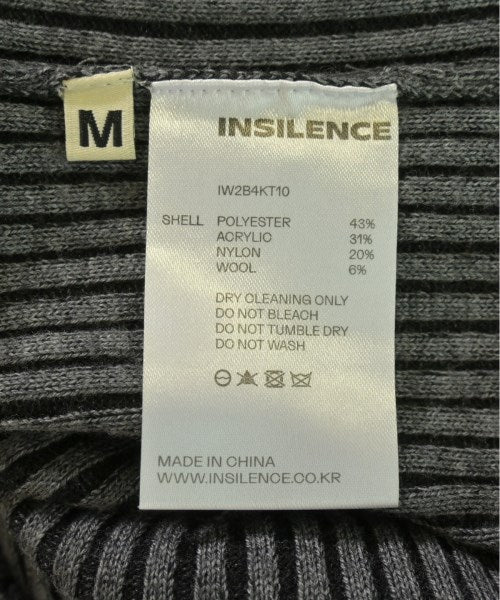 M
INSILENCE
IW2B4KT10
SHELL POLYESTER 43%
ACRYLIC 31%
NYLON 20%
WOOL 6%
DRY CLEANING ONLY
DO NOT BLEACH
DO NOT TUMBLE DRY
DO NOT WASH
MADE IN CHINA
WWW.INSILENCE.CO.KR